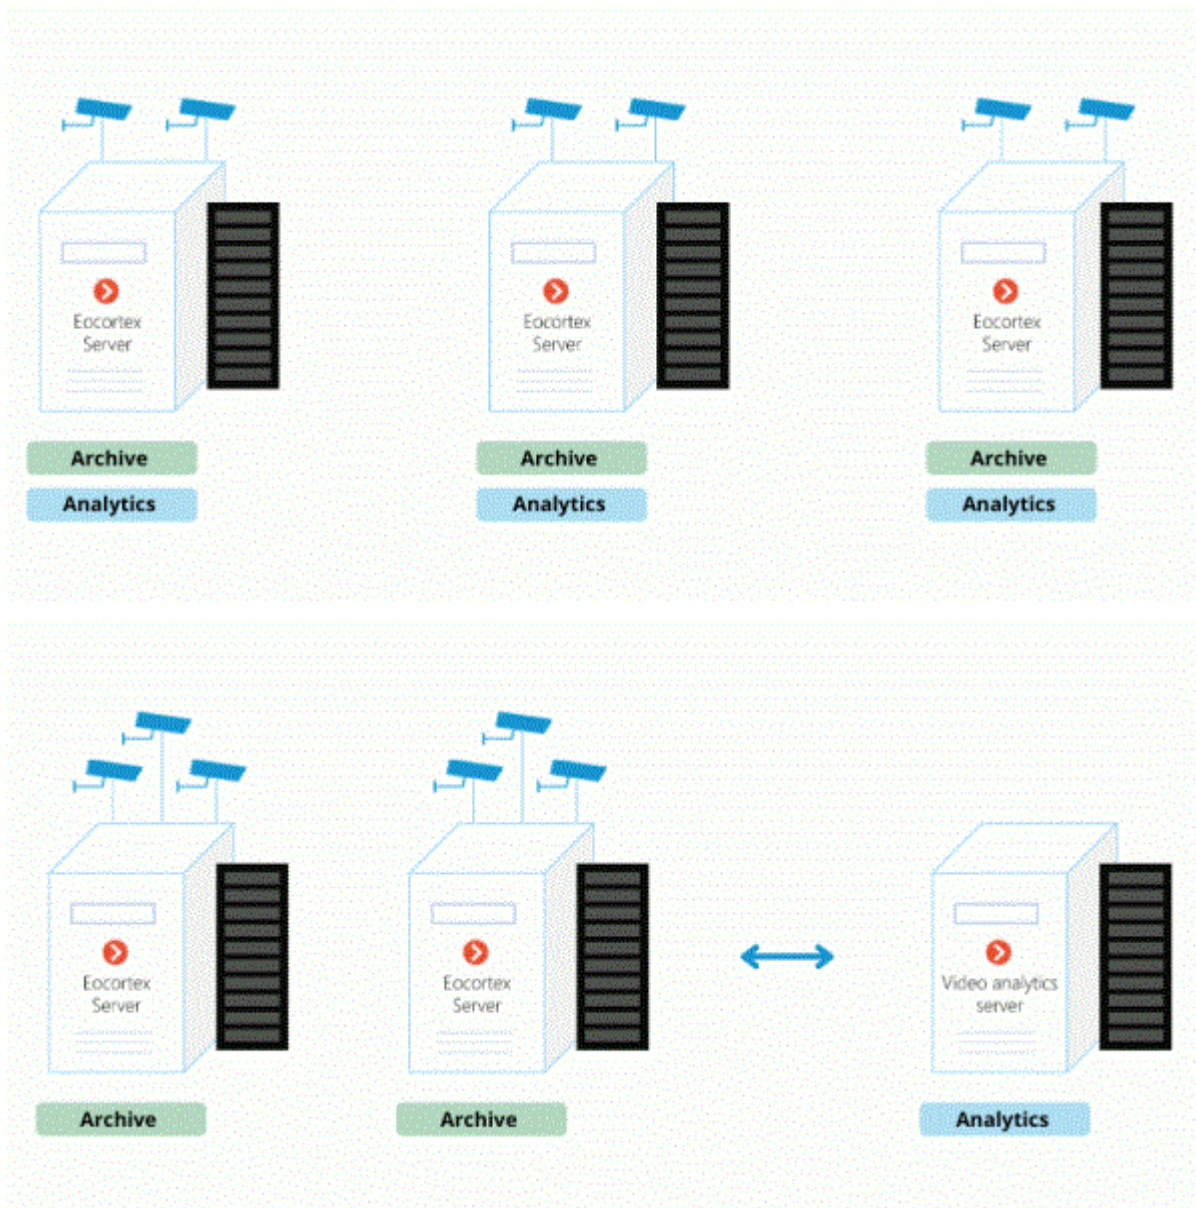 Eocortex
Server
Eocortex
Server
Eocortex
Server
Archive
Archive
Archive
Analytics
Analytics
Analytics
Eocortex
Server
Eocortex
Server
Video analytics
server
Archive
Archive
Analytics